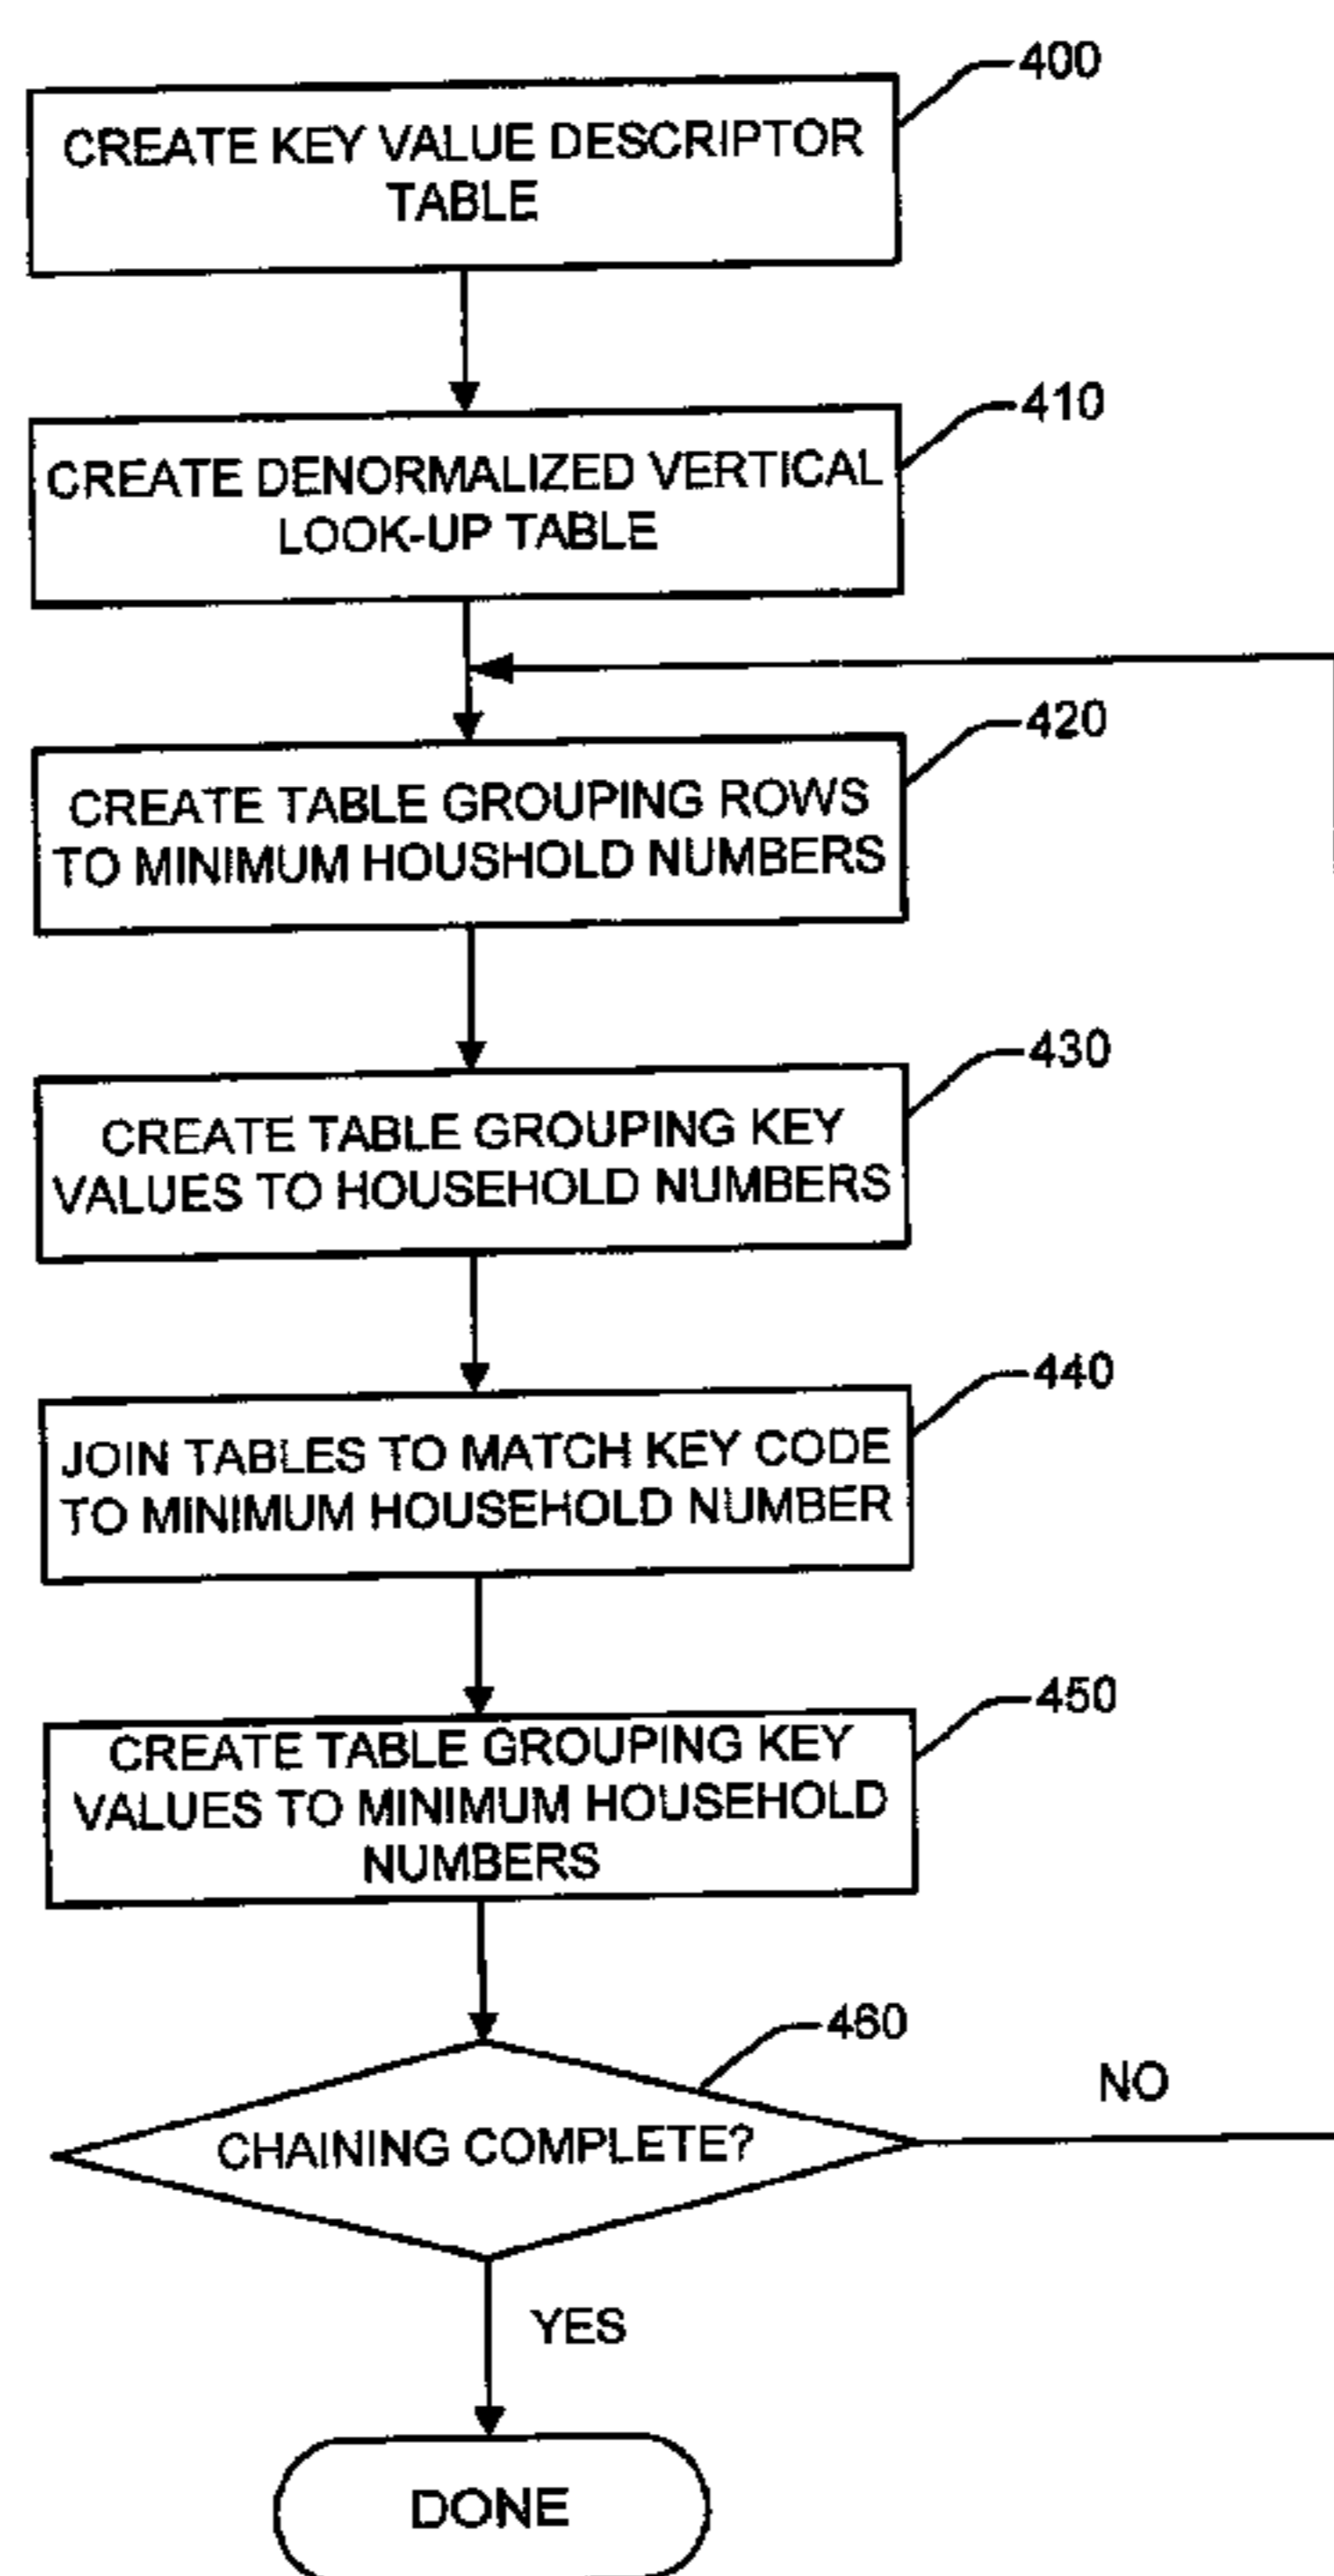 400
CREATE KEY VALUE DESCRIPTOR
TABLE
410
CREATE DENORMALIZED VERTICAL
LOOK-UP TABLE
420
CREATE TABLE GROUPING ROWS
TO MINIMUM HOUSHOLD NUMBERS
430
CREATE TABLE GROUPING KEY
VALUES TO HOUSEHOLD NUMBERS
440
JOIN TABLES TO MATCH KEY CODE
TO MINIMUM HOUSEHOLD NUMBER
450
CREATE TABLE GROUPING KEY
VALUES TO MINIMUM HOUSEHOLD
NUMBERS
460
NO
CHAINING COMPLETE?
YES
DONE